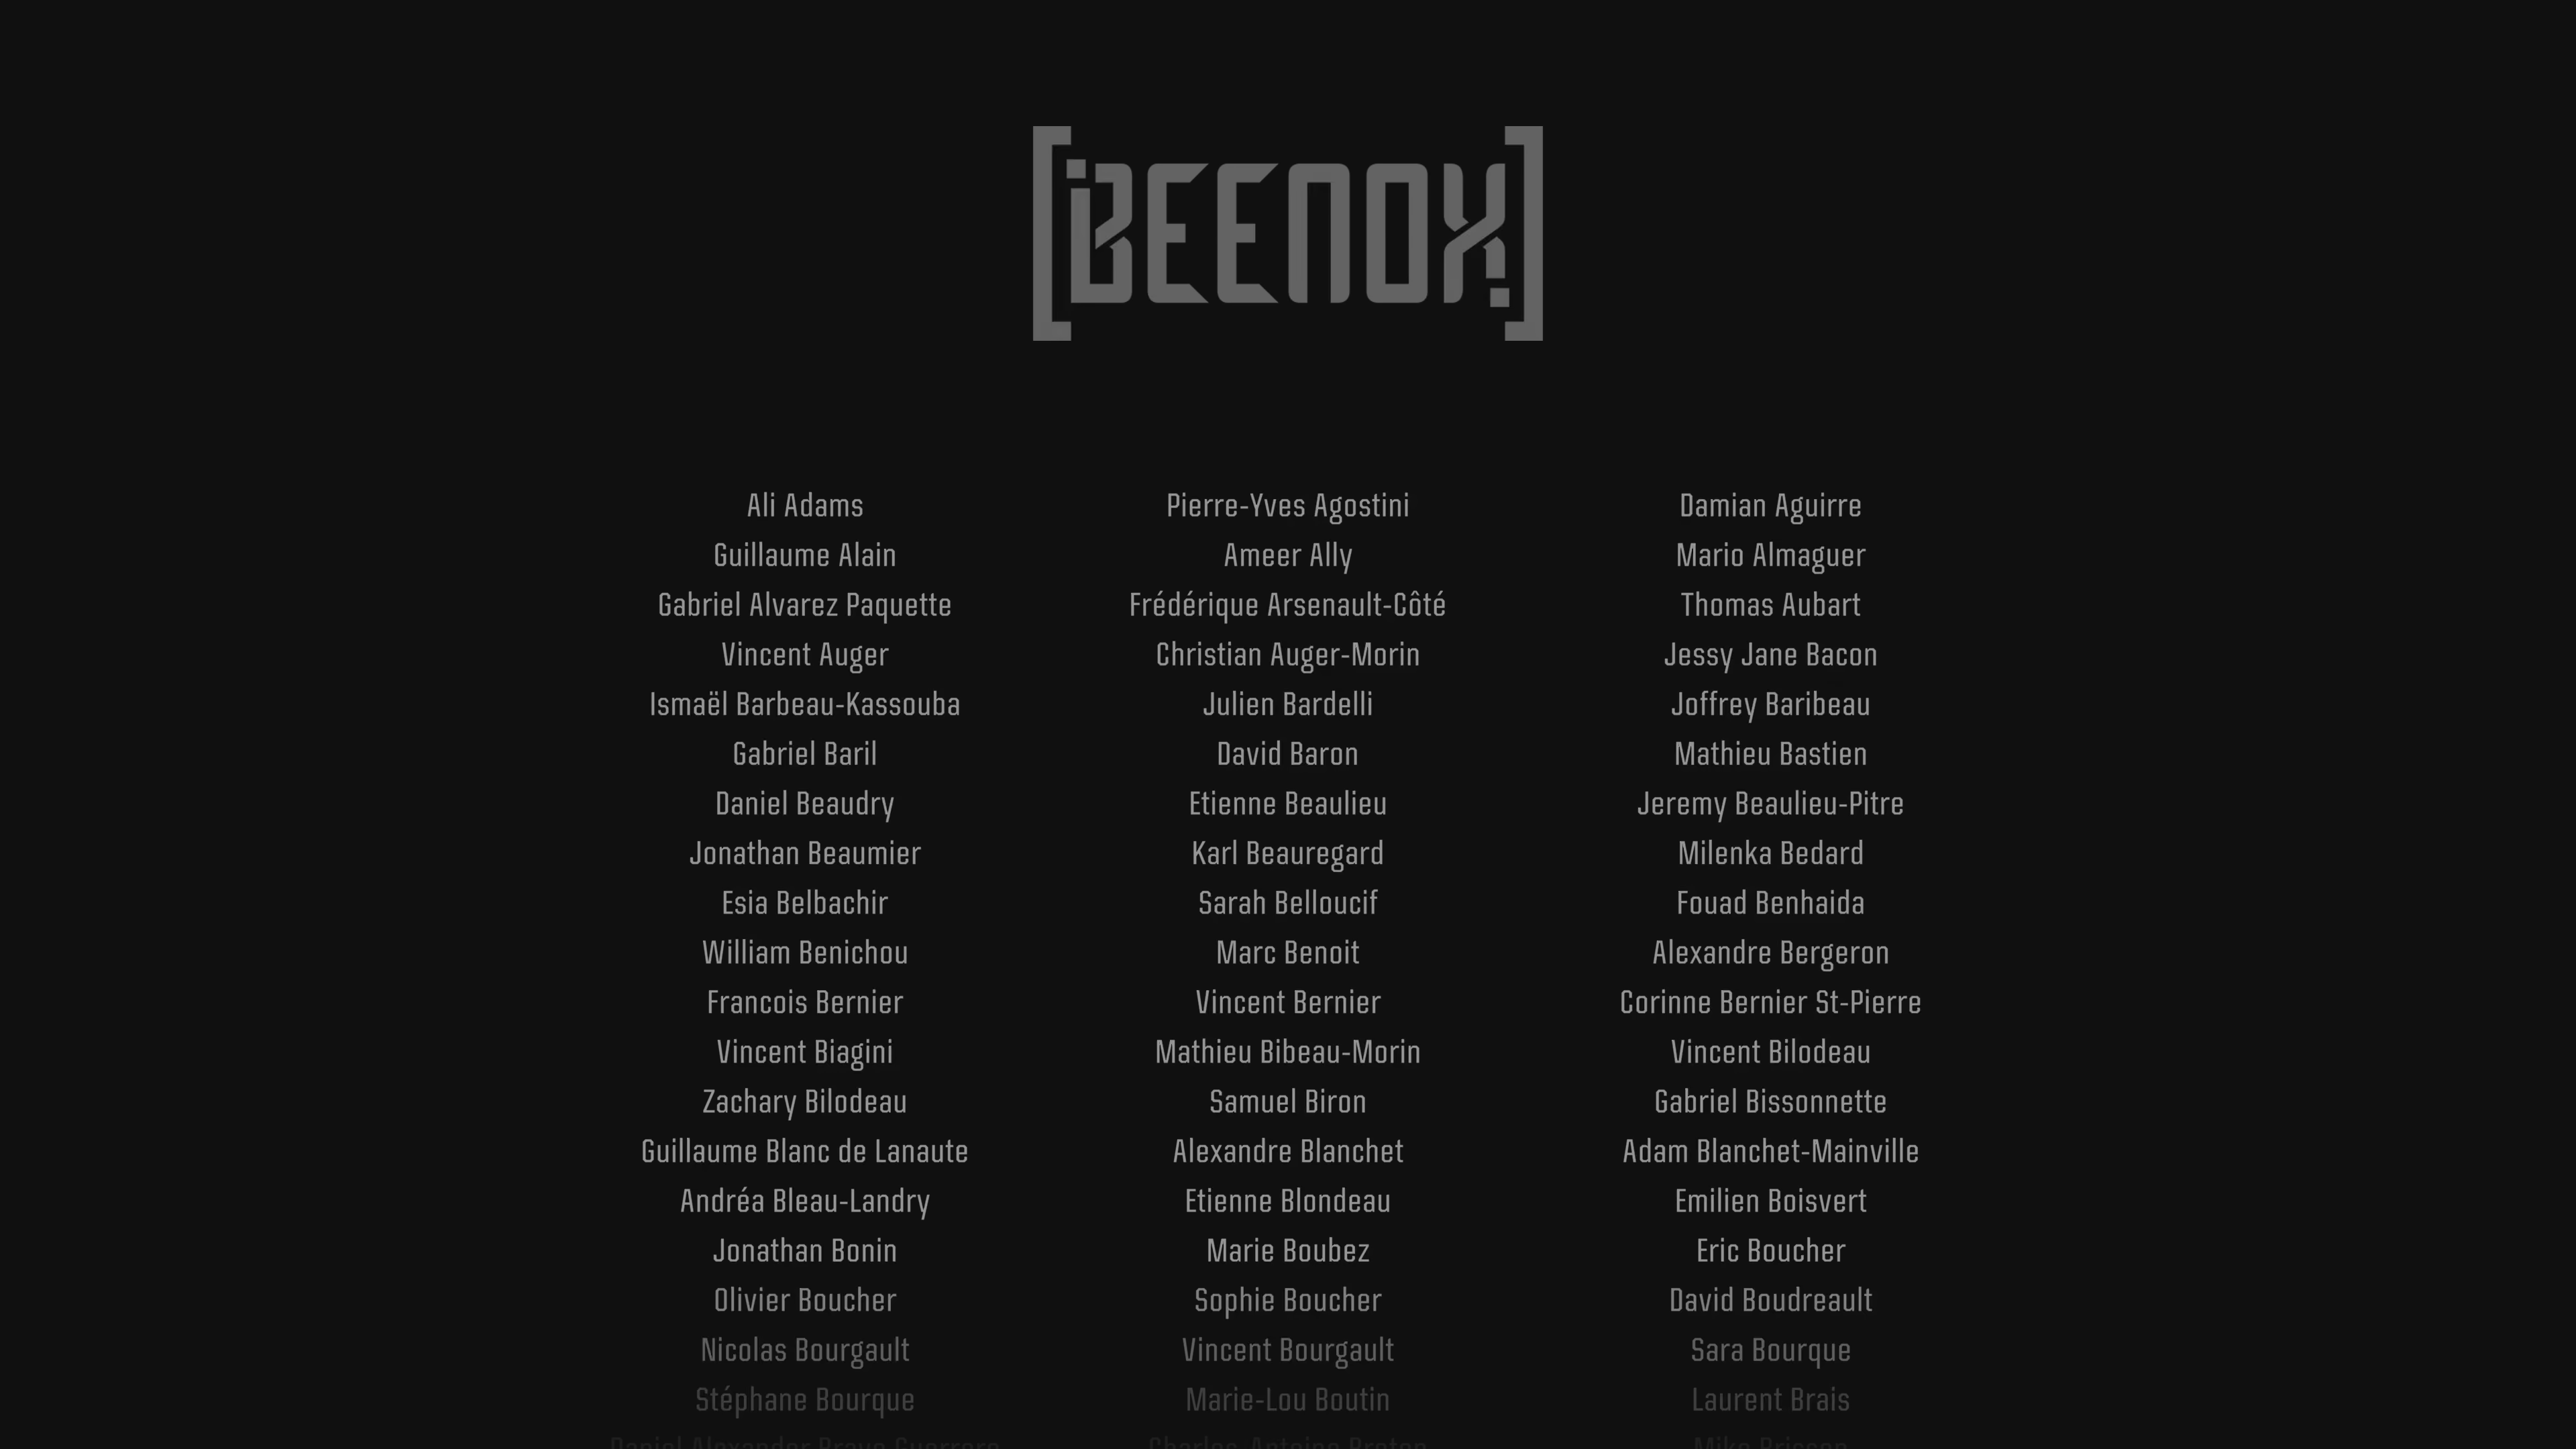 [BEENOX]
Ali Adams Pierre-Yves Agostini Damian Aguirre
Guillaume Alain Ameer Ally Mario Almaguer
Gabriel Alvarez Paquette Frédérique Arsenault-Côté Thomas Aubart
Vincent Auger Christian Auger-Morin Jessy Jane Bacon
Ismaël Barbeau-Kassouba Julien Bardelli Joffrey Baribeau
Gabriel Baril David Baron Mathieu Bastien
Daniel Beaudry Etienne Beaulieu Jeremy Beaulieu-Pitre
Jonathan Beaumier Karl Beauregard Milenka Bedard
Esia Belbachir Sarah Belloucif Fouad Benhaida
William Benichou Marc Benoit Alexandre Bergeron
Francois Bernier Vincent Bernier Corinne Bernier St-Pierre
Vincent Biagini Mathieu Bibeau-Morin Vincent Bilodeau
Zachary Bilodeau Samuel Biron Gabriel Bissonnette
Guillaume Blanc de Lanaute Alexandre Blanchet Adam Blanchet-Mainville
Andréa Bleau-Landry Etienne Blondeau Emilien Boisvert
Jonathan Bonin Marie Boubez Eric Boucher
Olivier Boucher Sophie Boucher David Boudreault
Nicolas Bourgault Vincent Bourgault Sara Bourque
Stéphane Bourque Marie-Lou Boutin Laurent Brais